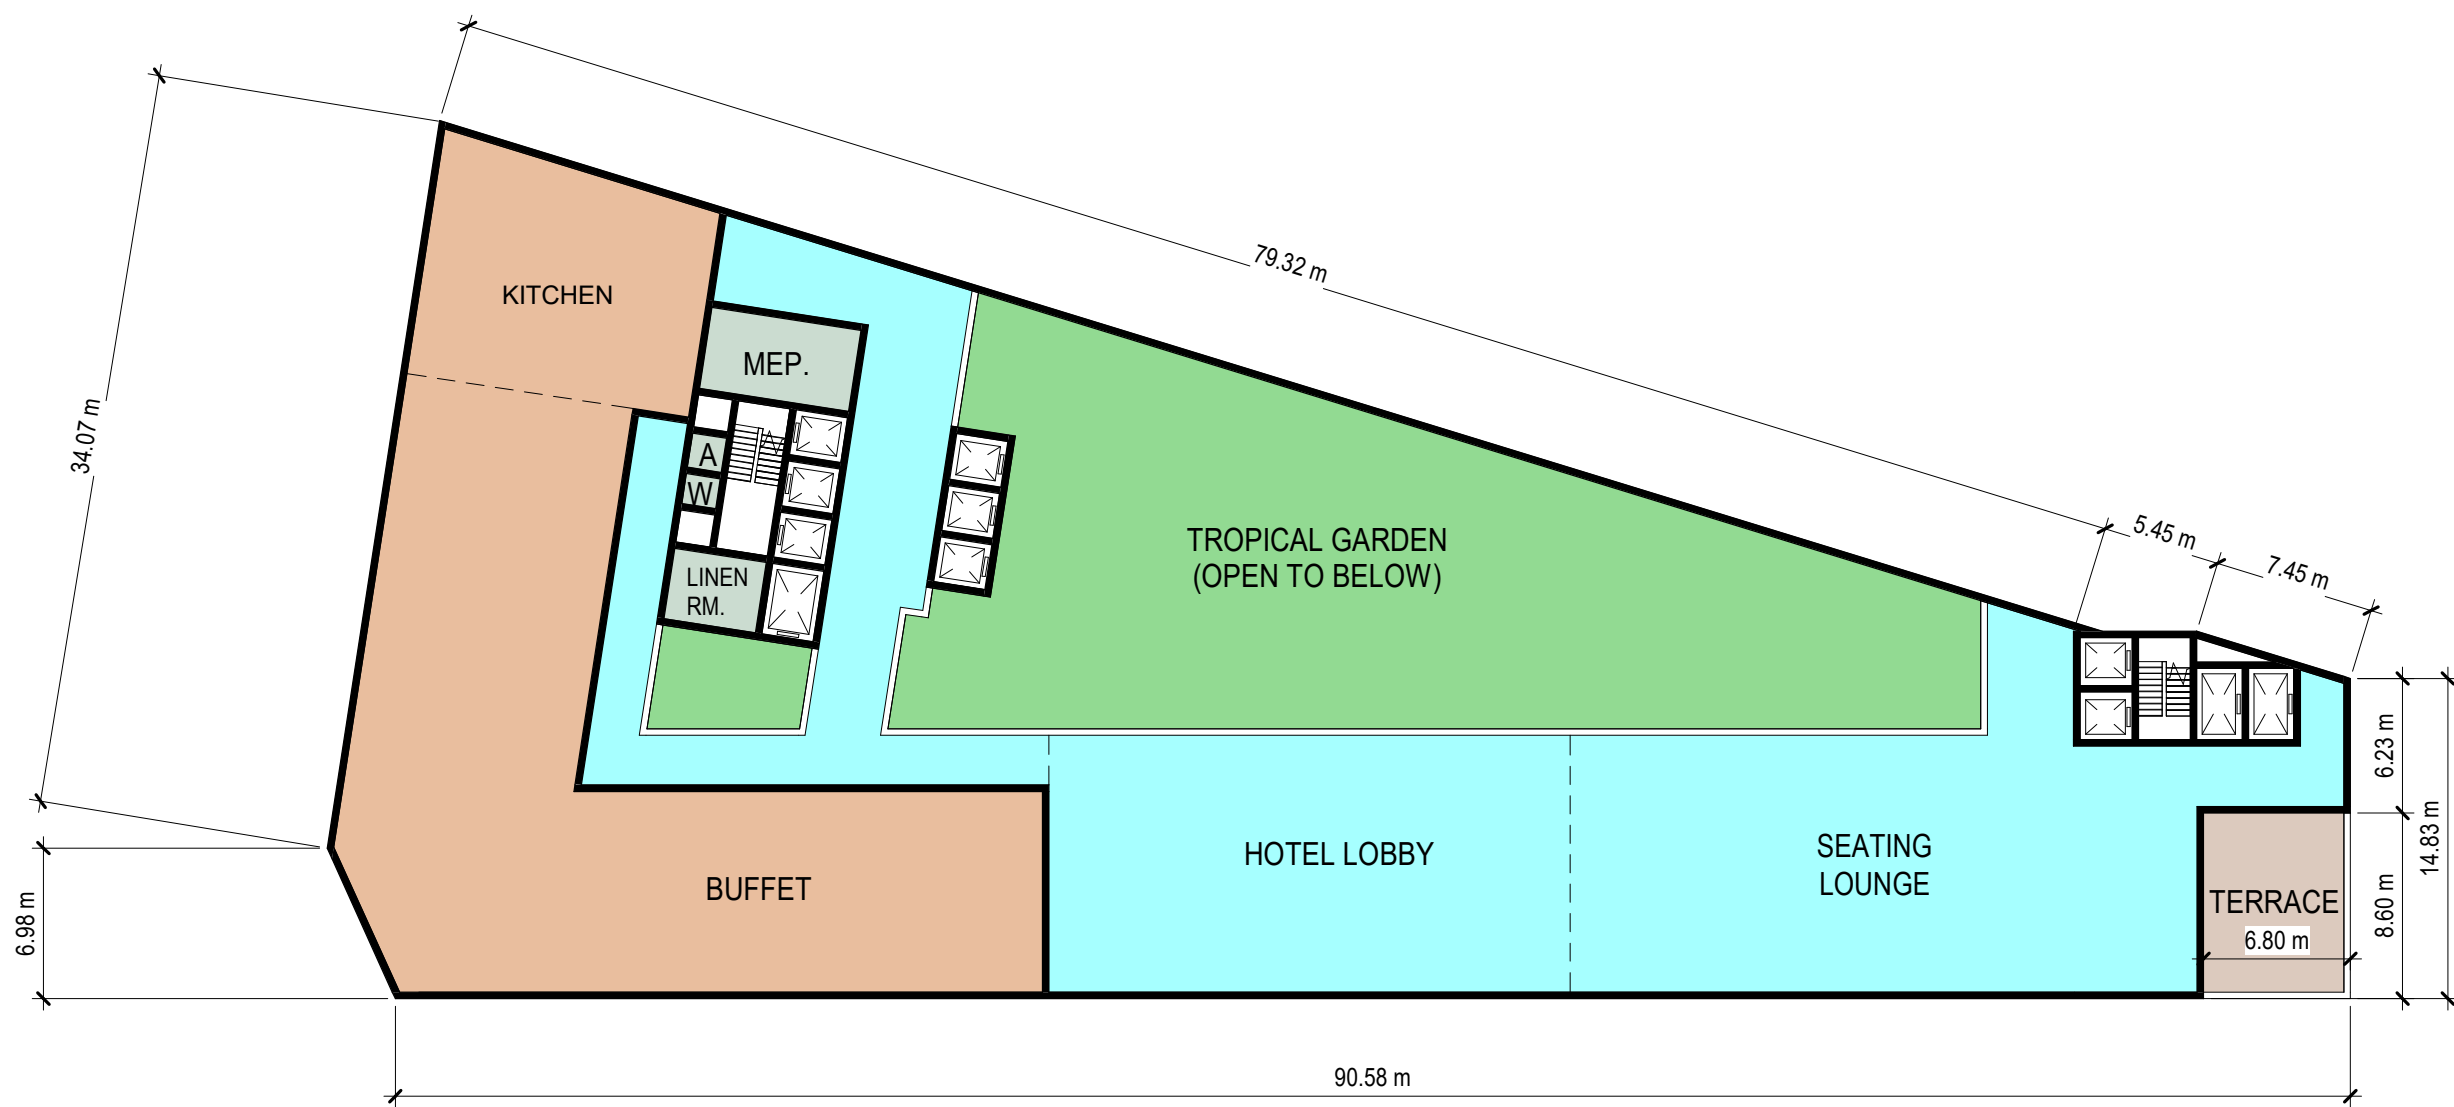 79.32 m
KITCHEN
MEP.
34.07 m
A
W
5.45 m
7.45 m
TROPICAL GARDEN
(OPEN TO BELOW)
LINEN
RM.
6.23 m
14.83 m
HOTEL LOBBY
SEATING
LOUNGE
BUFFET
TERRACE
8.60 m
6.98 m
6.80 m
90.58 m